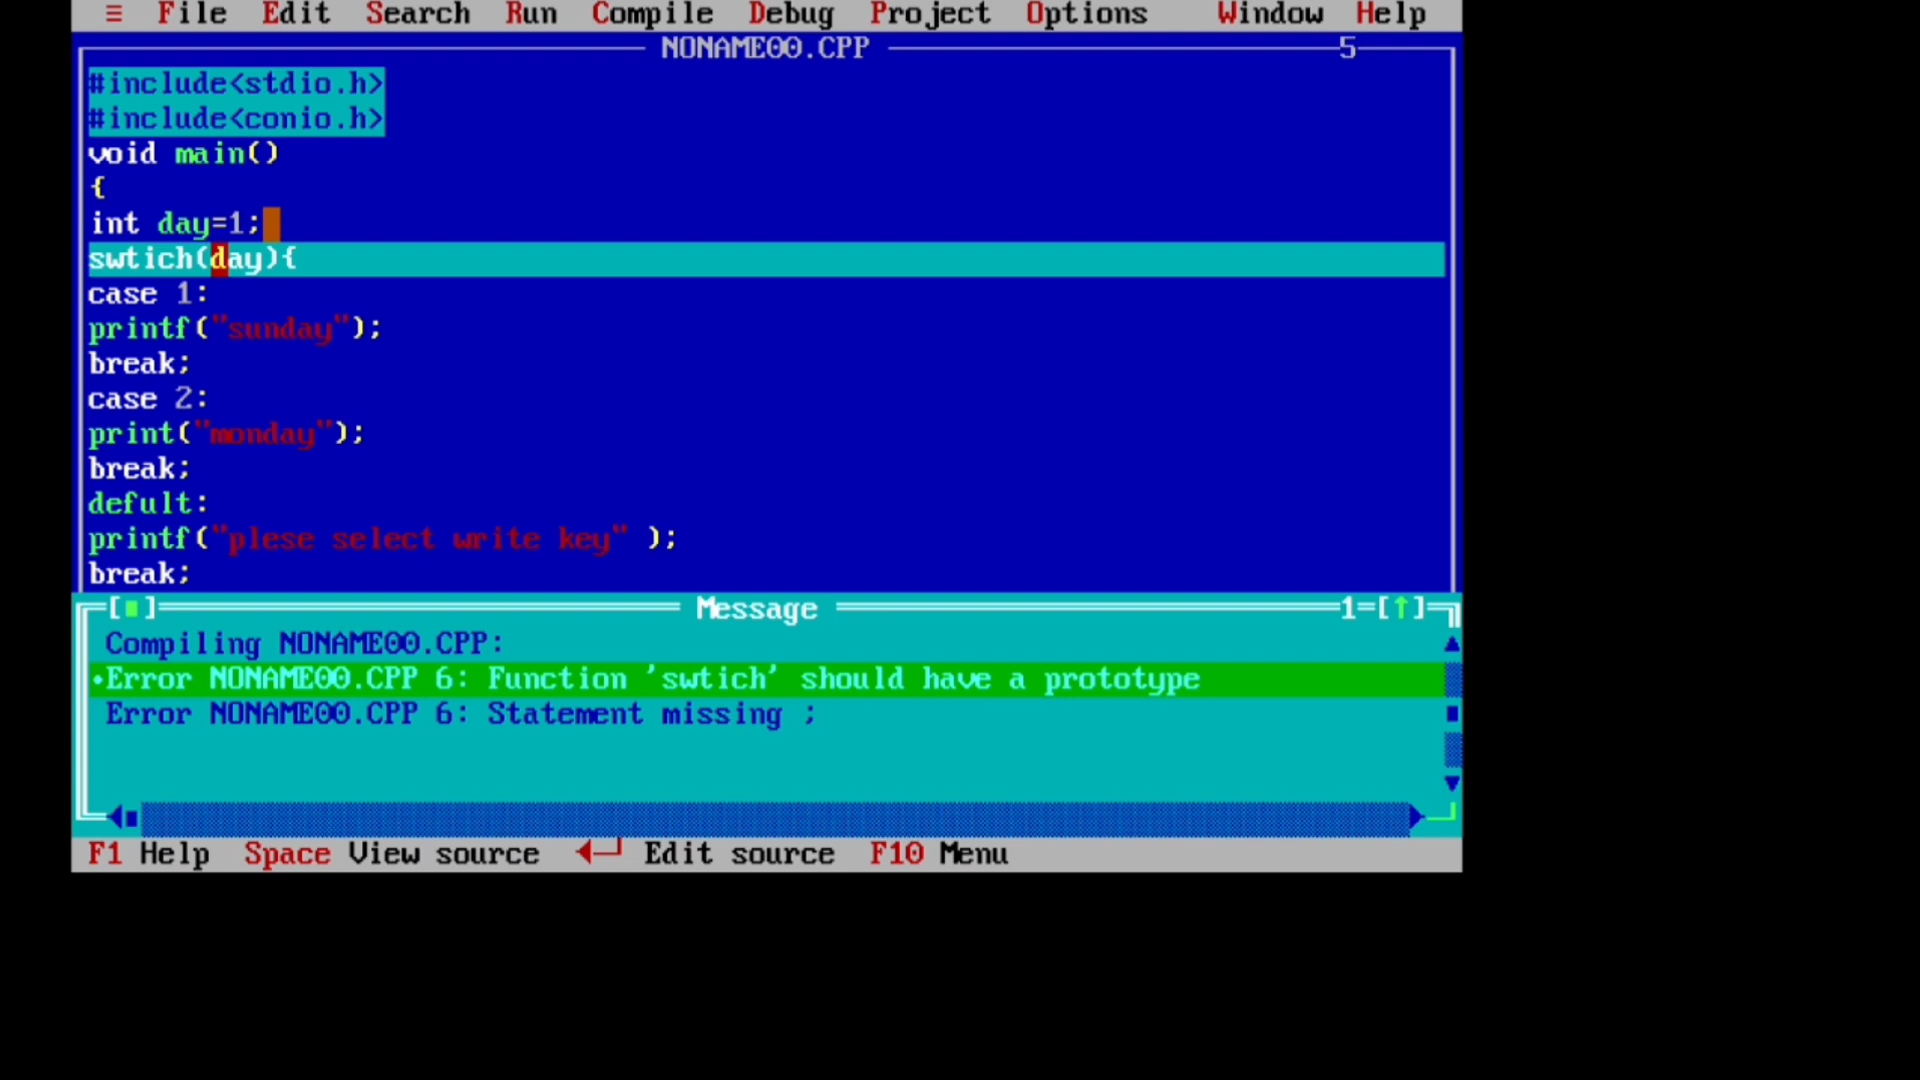 ≡ File Edit Search Run Compile Debug Project Options Window Help
NONAME00.CPP 5
#include<stdio.h>
#include<conio.h>
void main()
{
int day=1;
swtich(day){
case 1:
printf("sunday");
break;
case 2:
print("monday");
break;
defult:
printf("plese select write key" );
break;
[■] Message 1=[↑]
Compiling NONAME00.CPP:
•Error NONAME00.CPP 6: Function 'swtich' should have a prototype
Error NONAME00.CPP 6: Statement missing ;
F1 Help Space View source ◄─┘ Edit source F10 Menu